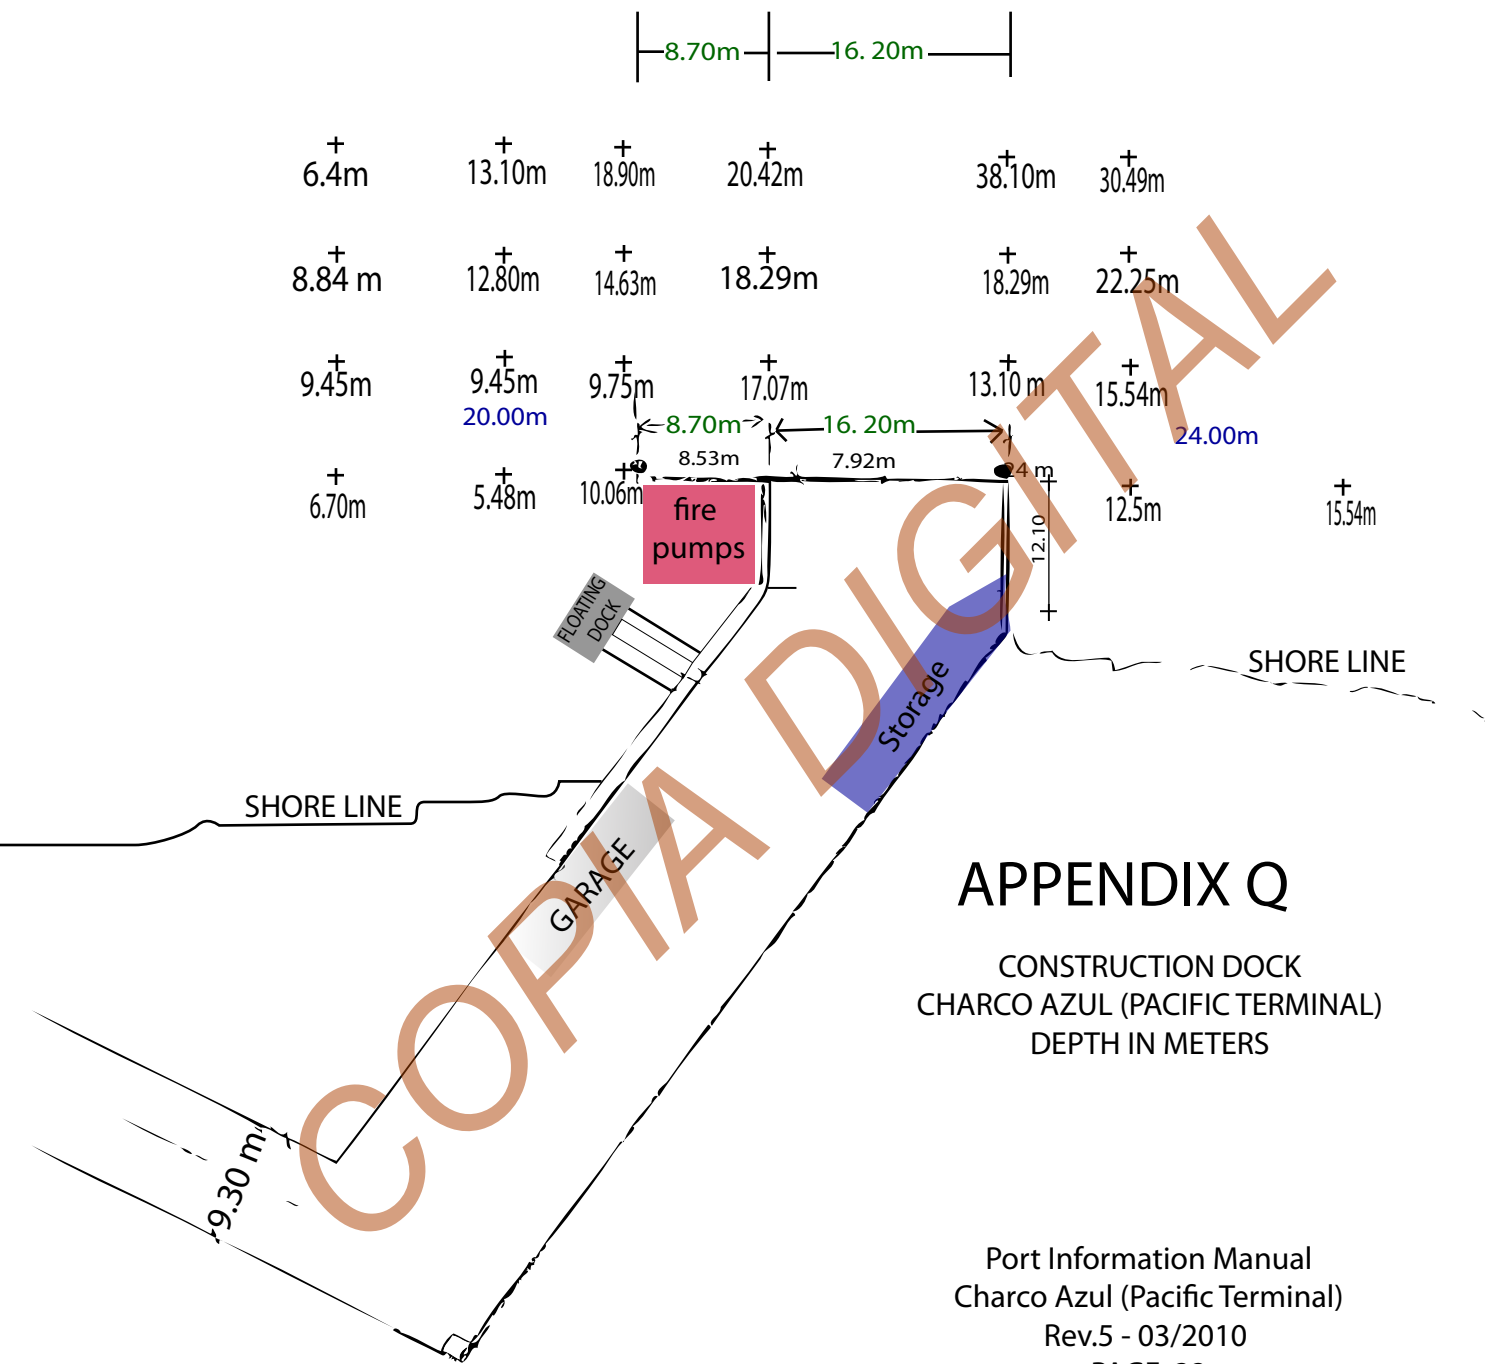 8.70m 16. 20m
6.4m 13.10m 18.90m 20.42m 38.10m 30.49m
8.84 m 12.80m 14.63m 18.29m 18.29m 22.25m
9.45m 9.45m 9.75m 17.07m 13.10 m 15.54m
20.00m 8.70m 16. 20m 24.00m
8.53m 7.92m 24 m
6.70m 5.48m 10.06m 12.5m 15.54m
fire
pumps
12.10
FLOATING
DOCK
Storage
SHORE LINE
SHORE LINE
GARAGE
9.30 m
COPIA DIGITAL
APPENDIX Q
CONSTRUCTION DOCK
CHARCO AZUL (PACIFIC TERMINAL)
DEPTH IN METERS
Port Information Manual
Charco Azul (Pacific Terminal)
Rev.5 - 03/2010